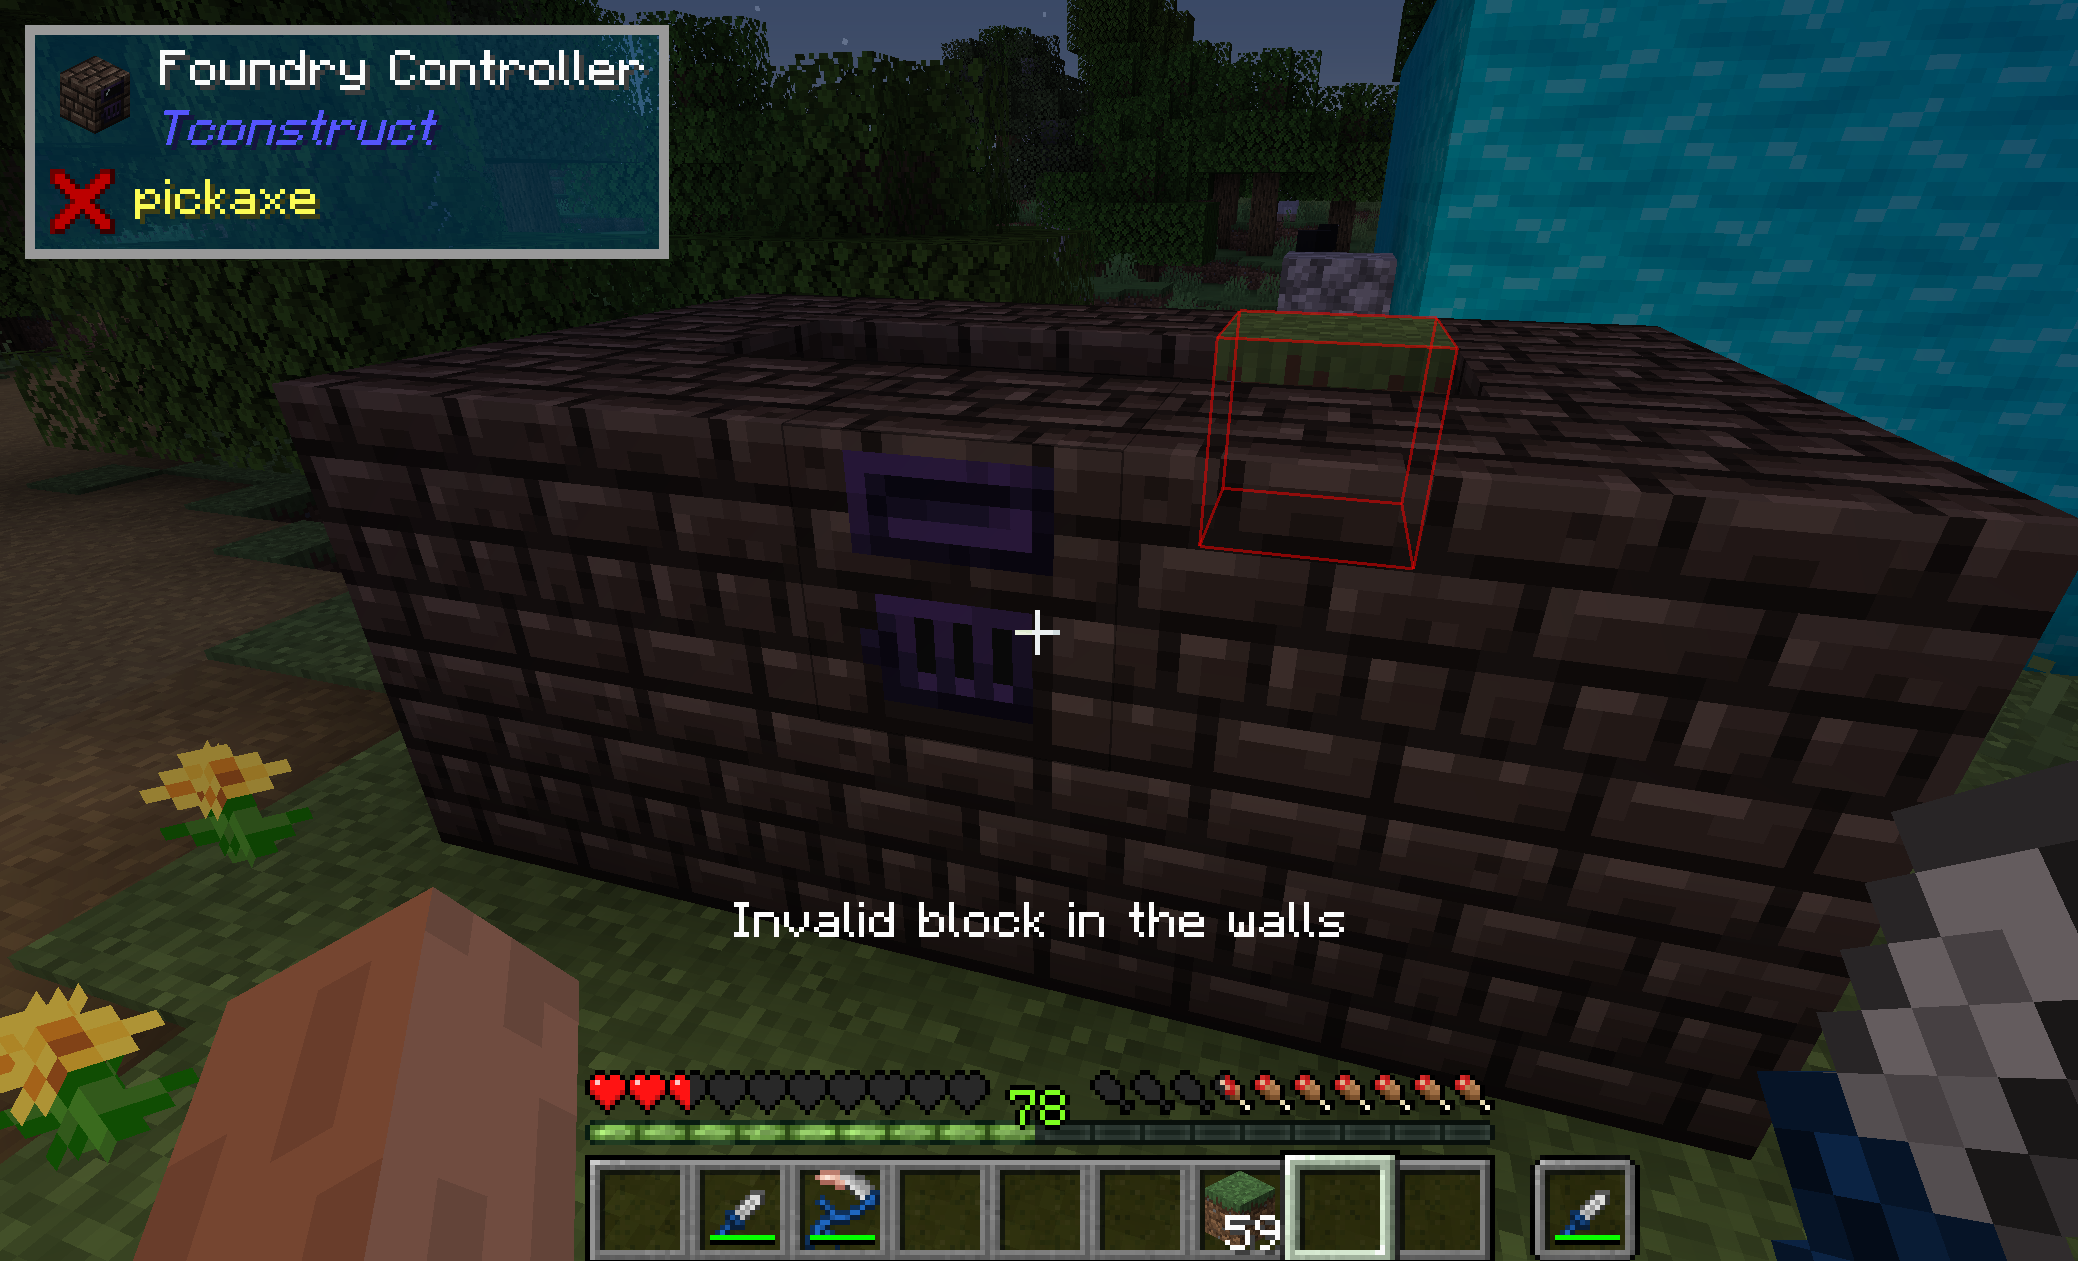 Foundry Controller
Tconstruct
pickaxe
Invalid block in the walls
78
59